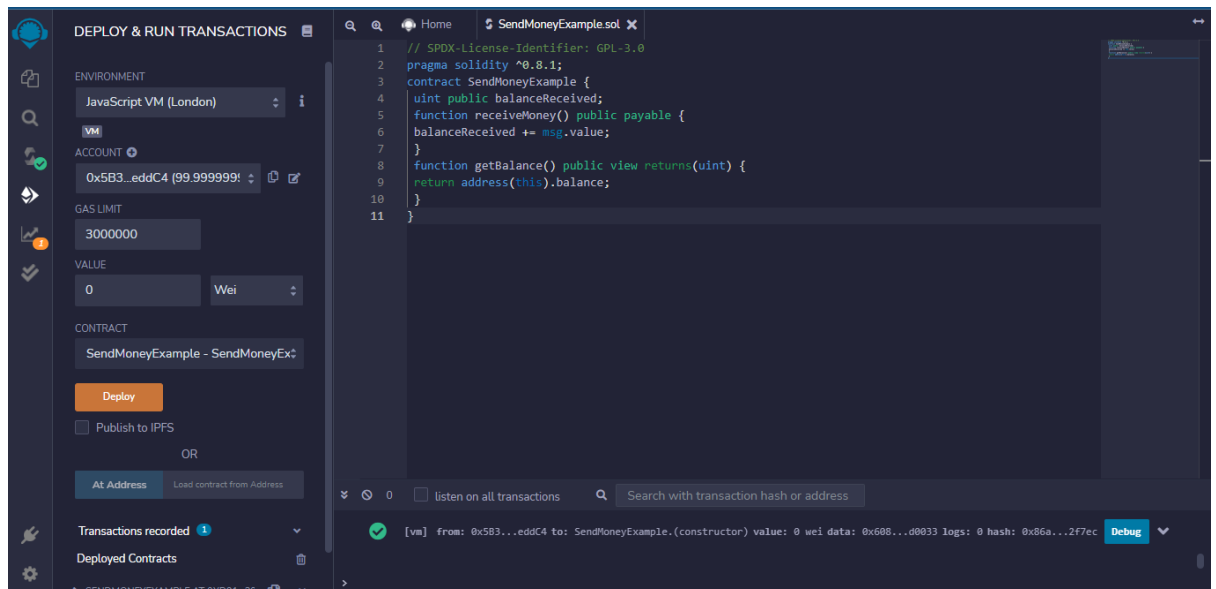 DEPLOY & RUN TRANSACTIONS
ENVIRONMENT
JavaScript VM (London)
VM
ACCOUNT
0x5B3...eddC4 (99.9999999
GAS LIMIT
3000000
VALUE
0 Wei
CONTRACT
SendMoneyExample - SendMoneyEx
Deploy
Publish to IPFS
OR
At Address Load contract from Address
Transactions recorded 1
Deployed Contracts
1
Home SendMoneyExample.sol
1 // SPDX-License-Identifier: GPL-3.0
2 pragma solidity ^0.8.1;
3 contract SendMoneyExample {
4 uint public balanceReceived;
5 function receiveMoney() public payable {
6 balanceReceived += msg.value;
7 }
8 function getBalance() public view returns(uint) {
9 return address(this).balance;
10 }
11 }
0 listen on all transactions Search with transaction hash or address
[vm] from: 0x5B3...eddC4 to: SendMoneyExample.(constructor) value: 0 wei data: 0x608...d0033 logs: 0 hash: 0x86a...2f7ec Debug
>